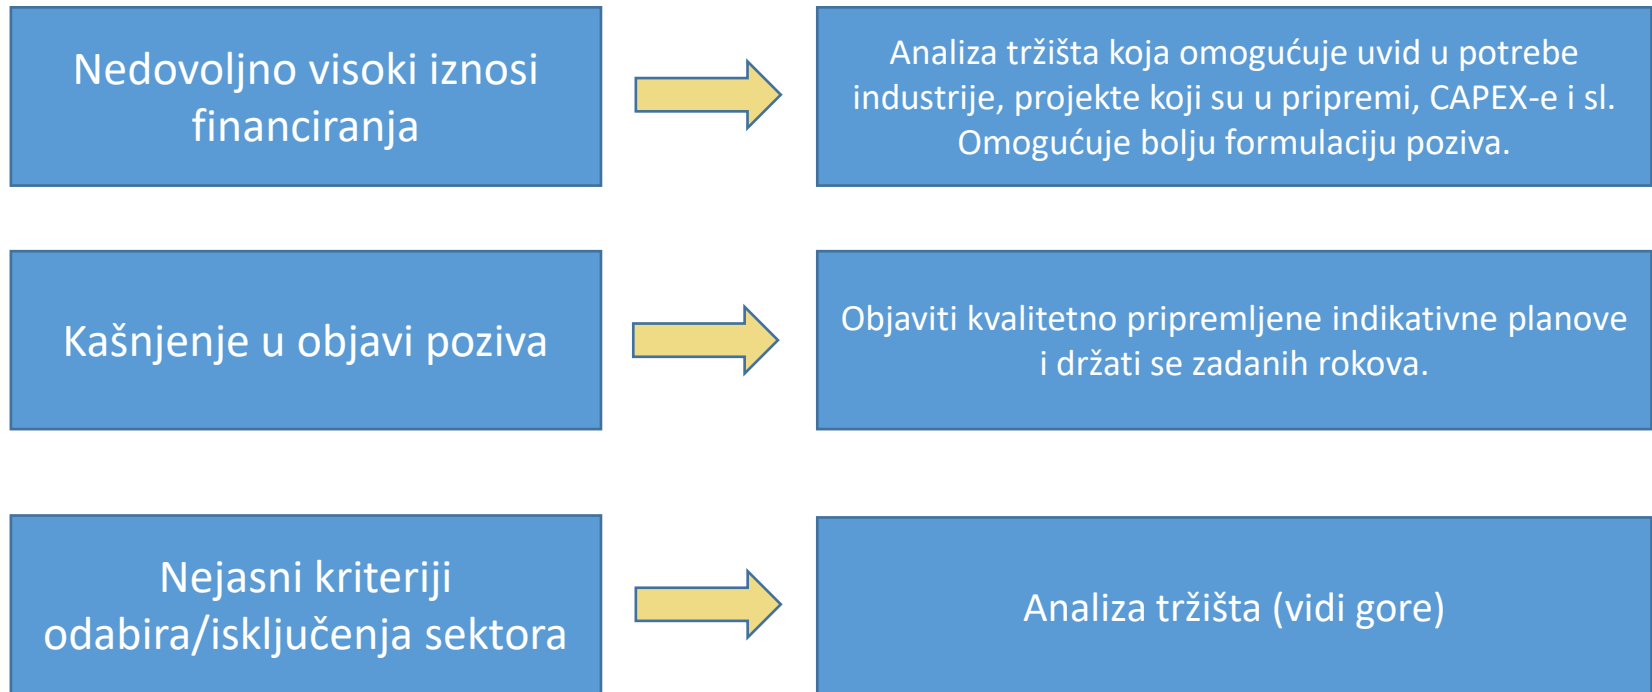 Nedovoljno visoki iznosi
financiranja
Analiza tržišta koja omogućuje uvid u potrebe
industrije, projekte koji su u pripremi, CAPEX-e i sl.
Omogućuje bolju formulaciju poziva.
Kašnjenje u objavi poziva
Objaviti kvalitetno pripremljene indikativne planove
i držati se zadanih rokova.
Nejasni kriteriji
odabira/isključenja sektora
Analiza tržišta (vidi gore)